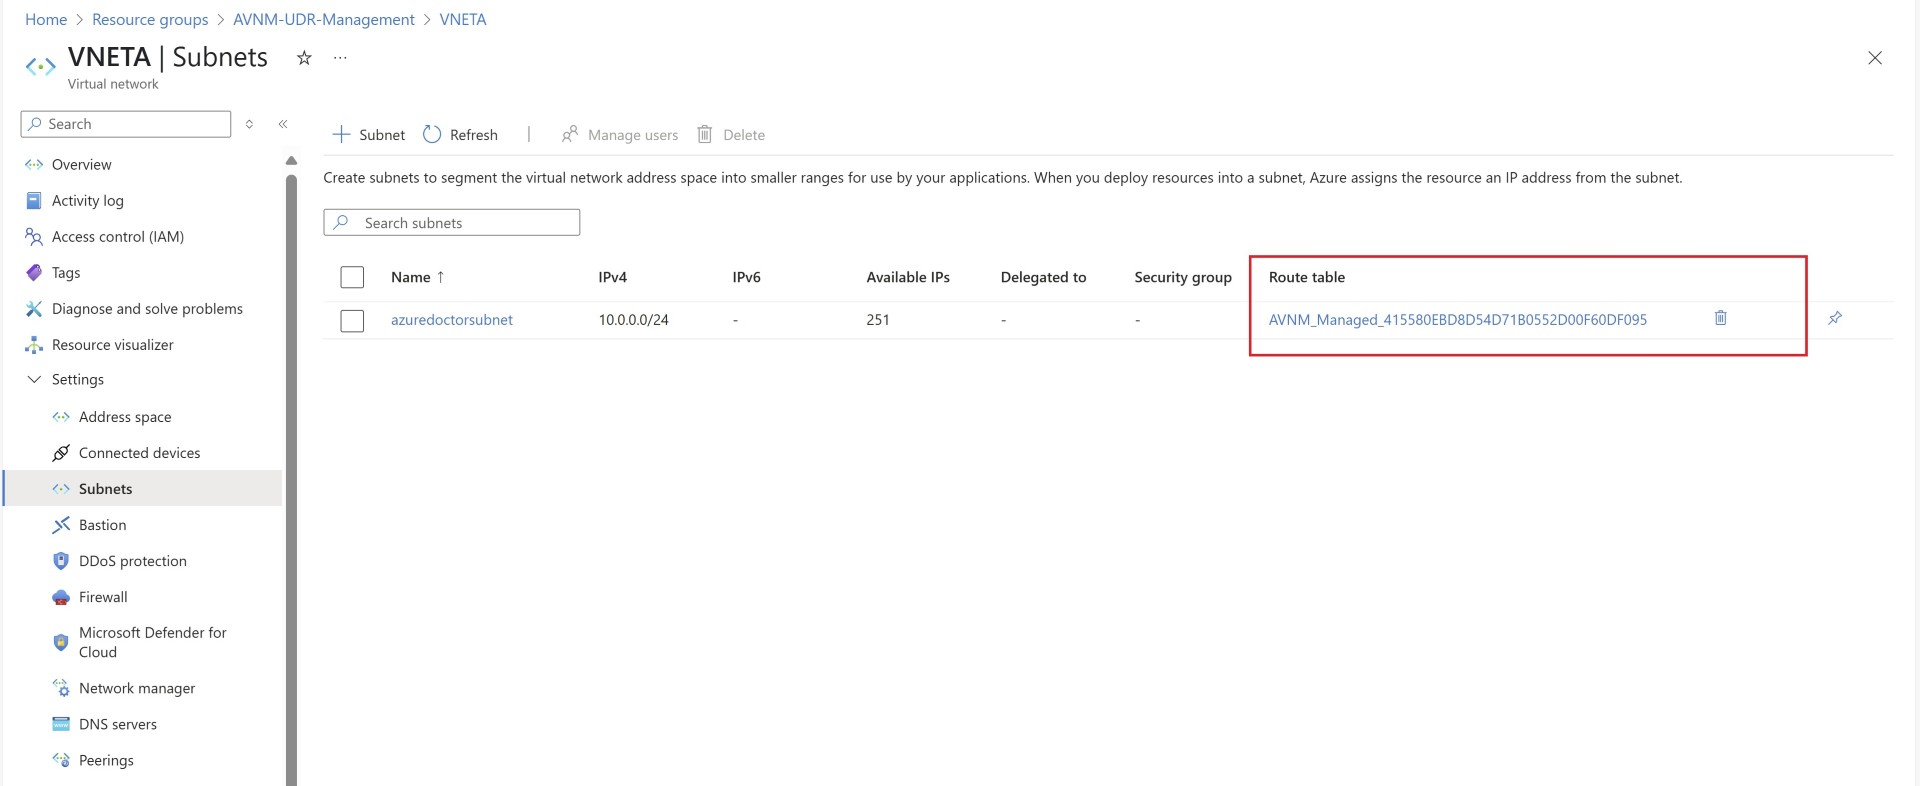 Home > Resource groups > AVNM-UDR-Management > VNETA
VNETA | Subnets
Virtual network
Search
Subnet Refresh Manage users Delete
Create subnets to segment the virtual network address space into smaller ranges for use by your applications. When you deploy resources into a subnet, Azure assigns the resource an IP address from the subnet.
Search subnets
Name ↑ IPv4 IPv6 Available IPs Delegated to Security group Route table
azuredoctorsubnet 10.0.0.0/24 - 251 - - AVNM_Managed_415580EBD8D54D71B0552D00F60DF095
Overview
Activity log
Access control (IAM)
Tags
Diagnose and solve problems
Resource visualizer
Settings
Address space
Connected devices
Subnets
Bastion
DDoS protection
Firewall
Microsoft Defender for
Cloud
Network manager
DNS servers
Peerings